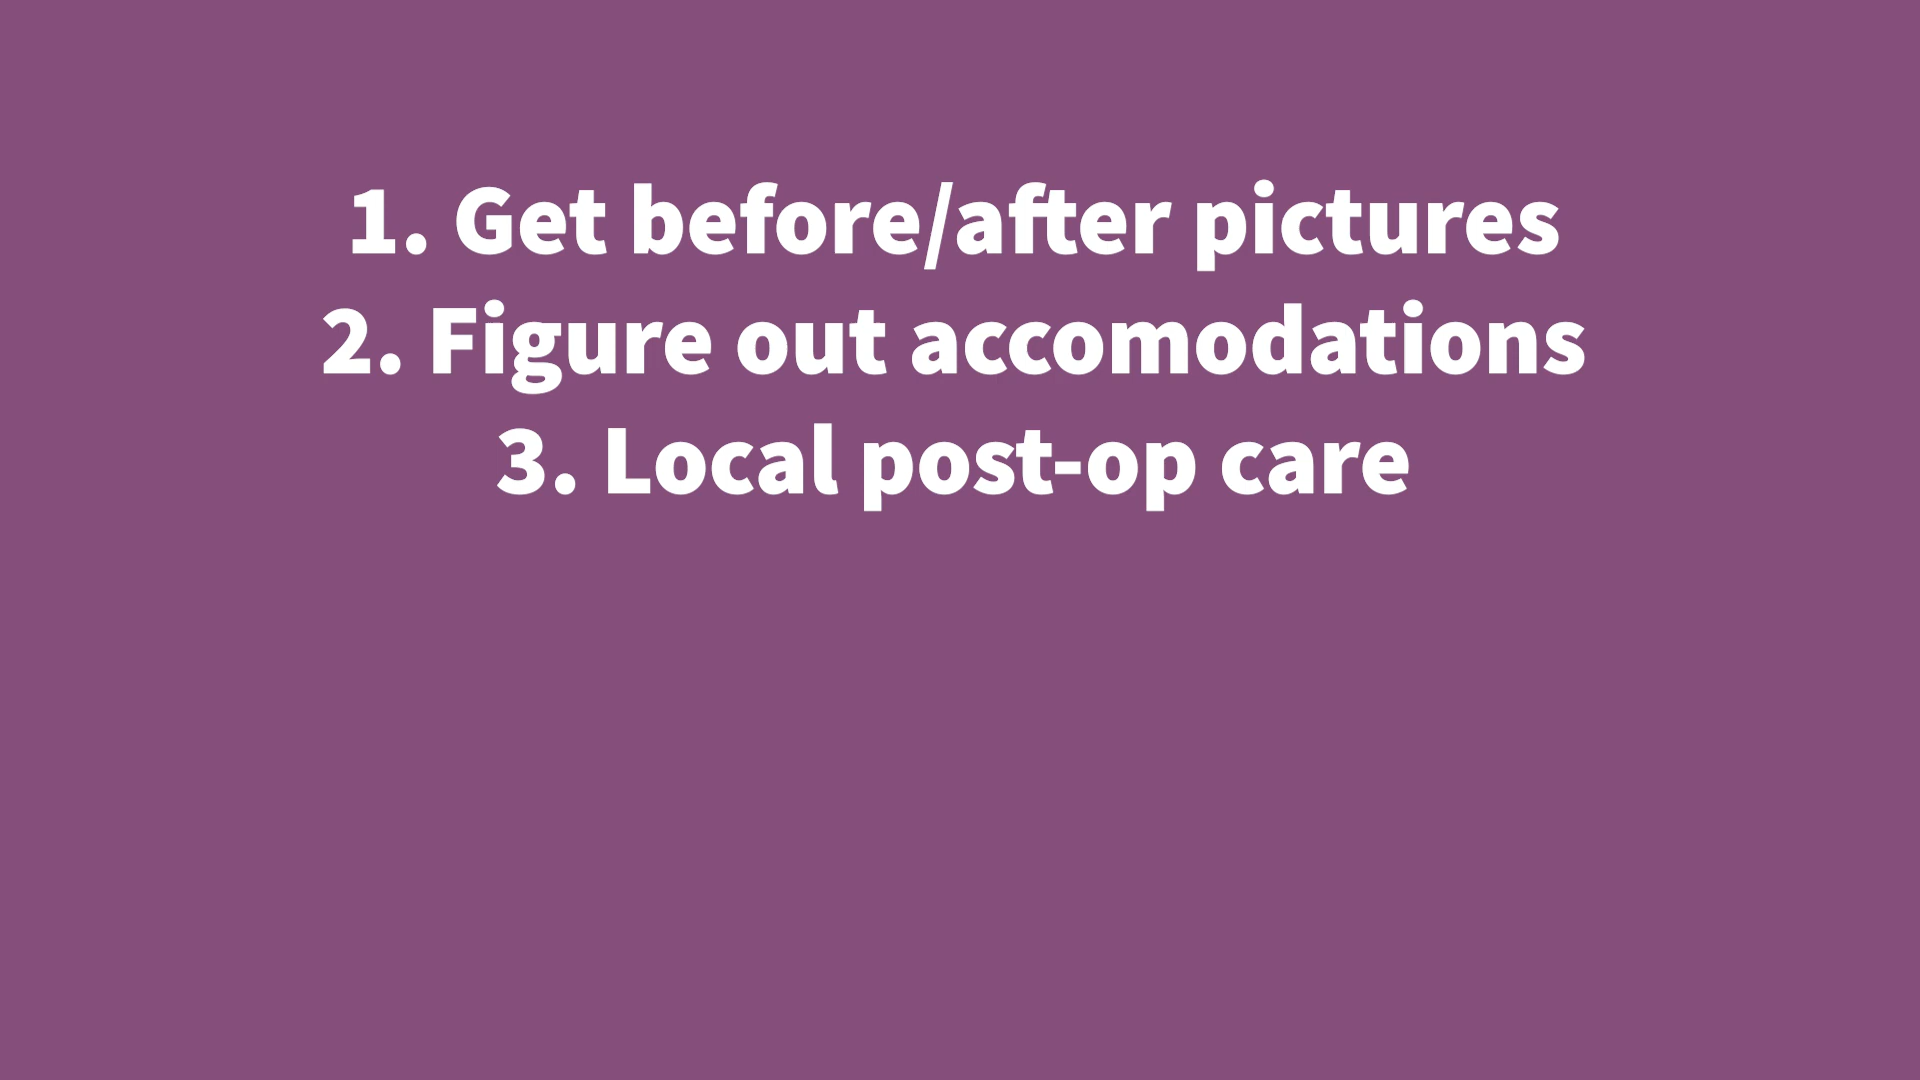 1. Get before/after pictures
2. Figure out accomodations
3. Local post-op care